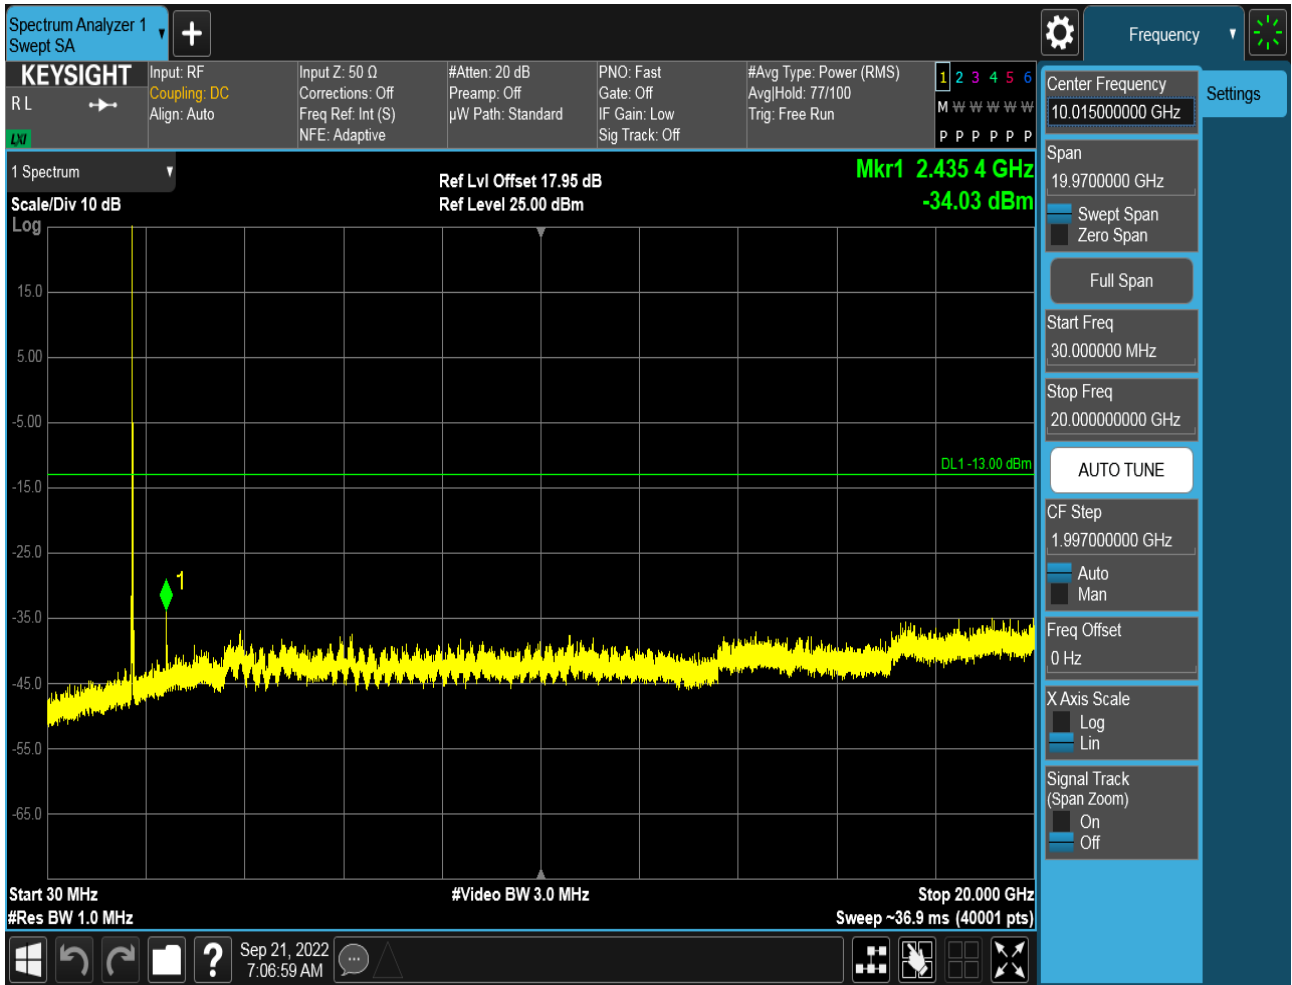 Spectrum Analyzer 1
Swept SA
Frequency
KEYSIGHT
R L
LXI
Input: RF
Coupling: DC
Align: Auto
Input Z: 50 Ω
Corrections: Off
Freq Ref: Int (S)
NFE: Adaptive
#Atten: 20 dB
Preamp: Off
µW Path: Standard
PNO: Fast
Gate: Off
IF Gain: Low
Sig Track: Off
#Avg Type: Power (RMS)
Avg|Hold: 77/100
Trig: Free Run
1 2 3 4 5 6
M W W W W W
P P P P P P
1 Spectrum
Scale/Div 10 dB
Log
Ref Lvl Offset 17.95 dB
Ref Level 25.00 dBm
Mkr1 2.435 4 GHz
-34.03 dBm
15.0
5.00
-5.00
-15.0
-25.0
-35.0
-45.0
-55.0
-65.0
DL1 -13.00 dBm
1
Start 30 MHz
#Res BW 1.0 MHz
#Video BW 3.0 MHz
Stop 20.000 GHz
Sweep ~36.9 ms (40001 pts)
Center Frequency
10.015000000 GHz
Span
19.9700000 GHz
Swept Span
Zero Span
Full Span
Start Freq
30.000000 MHz
Stop Freq
20.000000000 GHz
AUTO TUNE
CF Step
1.997000000 GHz
Auto
Man
Freq Offset
0 Hz
X Axis Scale
Log
Lin
Signal Track
(Span Zoom)
On
Off
Settings
?
Sep 21, 2022
7:06:59 AM